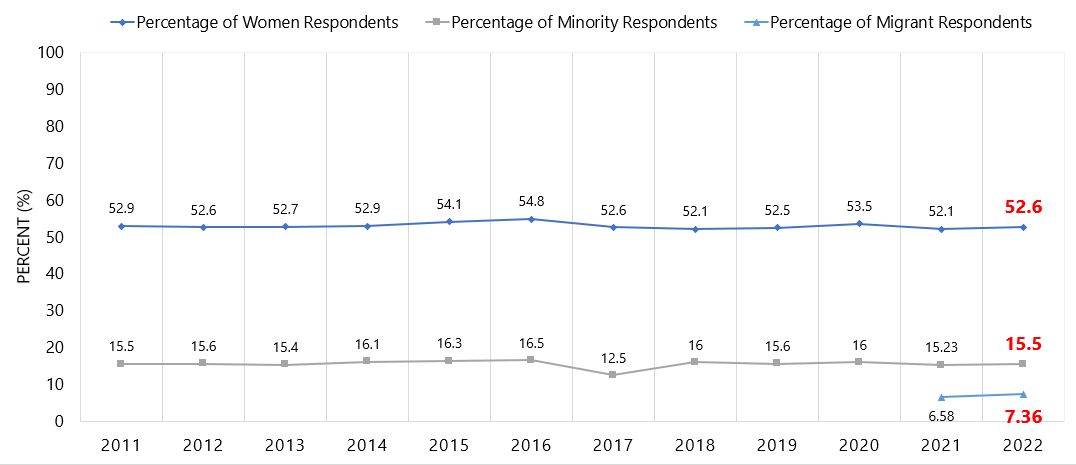 Percentage of Women Respondents Percentage of Minority Respondents Percentage of Migrant Respondents
PERCENT (%)
100
90
80
70
60
50
40
30
20
10
0
52.9 52.6 52.7 52.9 54.1 54.8 52.6 52.1 52.5 53.5 52.1 52.6
15.5 15.6 15.4 16.1 16.3 16.5 12.5 16 15.6 16 15.23 15.5
6.58 7.36
2011 2012 2013 2014 2015 2016 2017 2018 2019 2020 2021 2022